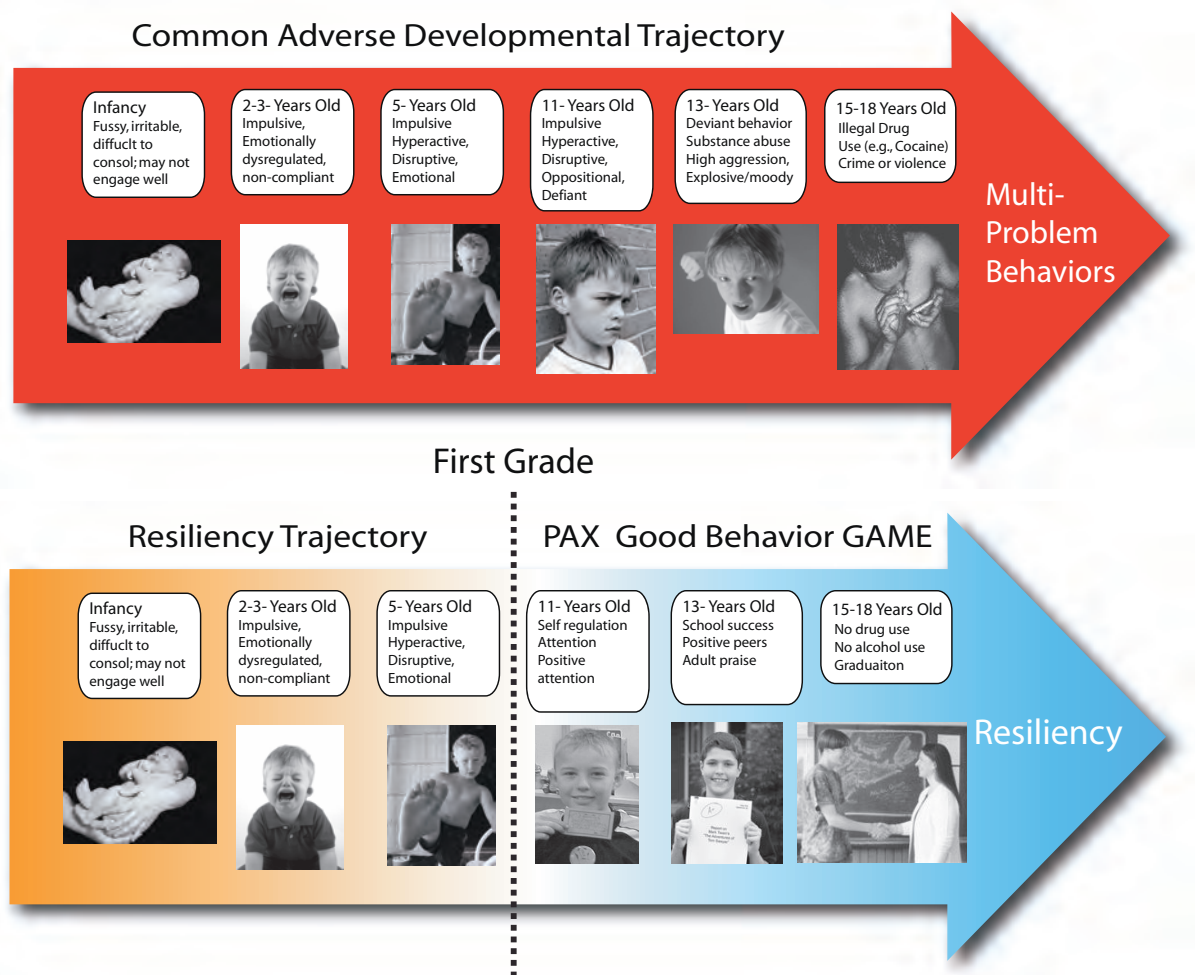 Common Adverse Developmental Trajectory
Infancy
Fussy, irritable,
diffuclt to
consol; may not
engage well
2-3- Years Old
Impulsive,
Emotionally
dysregulated,
non-compliant
5- Years Old
Impulsive
Hyperactive,
Disruptive,
Emotional
11- Years Old
Impulsive
Hyperactive,
Disruptive,
Oppositional,
Defiant
13- Years Old
Deviant behavior
Substance abuse
High aggression,
Explosive/moody
15-18 Years Old
Illegal Drug
Use (e.g., Cocaine)
Crime or violence
Multi-
Problem
Behaviors
First Grade
Resiliency Trajectory
PAX Good Behavior GAME
Infancy
Fussy, irritable,
diffuclt to
consol; may not
engage well
2-3- Years Old
Impulsive,
Emotionally
dysregulated,
non-compliant
5- Years Old
Impulsive
Hyperactive,
Disruptive,
Emotional
11- Years Old
Self regulation
Attention
Positive
attention
13- Years Old
School success
Positive peers
Adult praise
15-18 Years Old
No drug use
No alcohol use
Graduaiton
A+
Report on
Mark Twain's
Resiliency